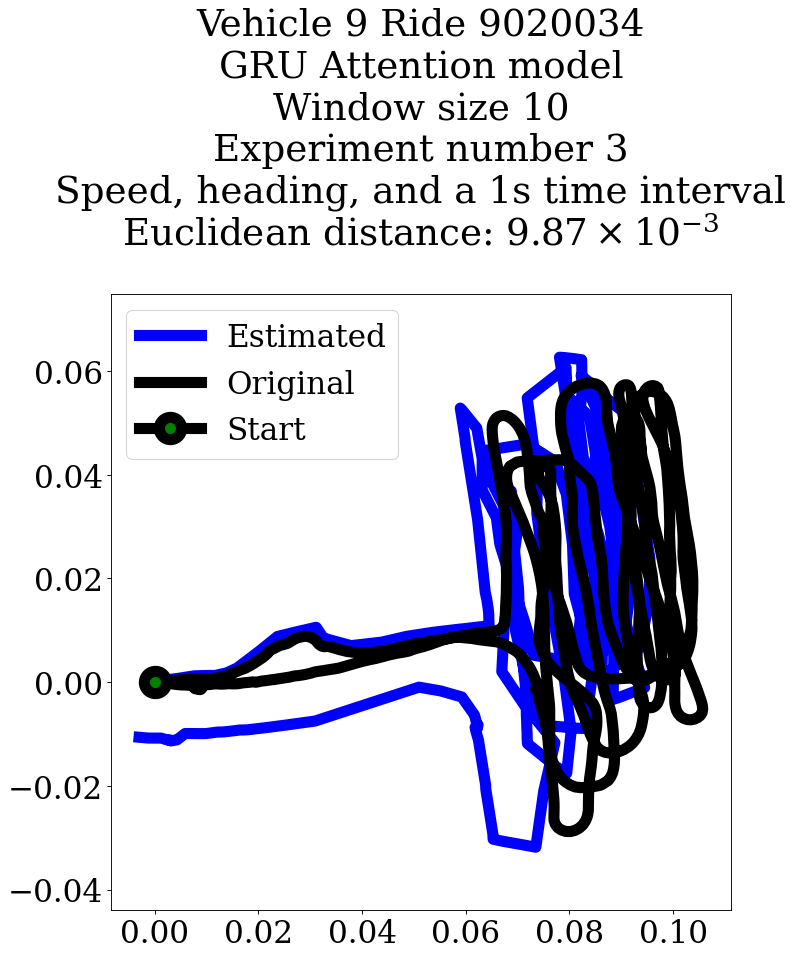 Vehicle 9 Ride 9020034
GRU Attention model
Window size 10
Experiment number 3
Speed, heading, and a 1s time interval
Euclidean distance: 9.87 × 10⁻³
Estimated
Original
Start
0.06
0.04
0.02
0.00
−0.02
−0.04
0.00 0.02 0.04 0.06 0.08 0.10